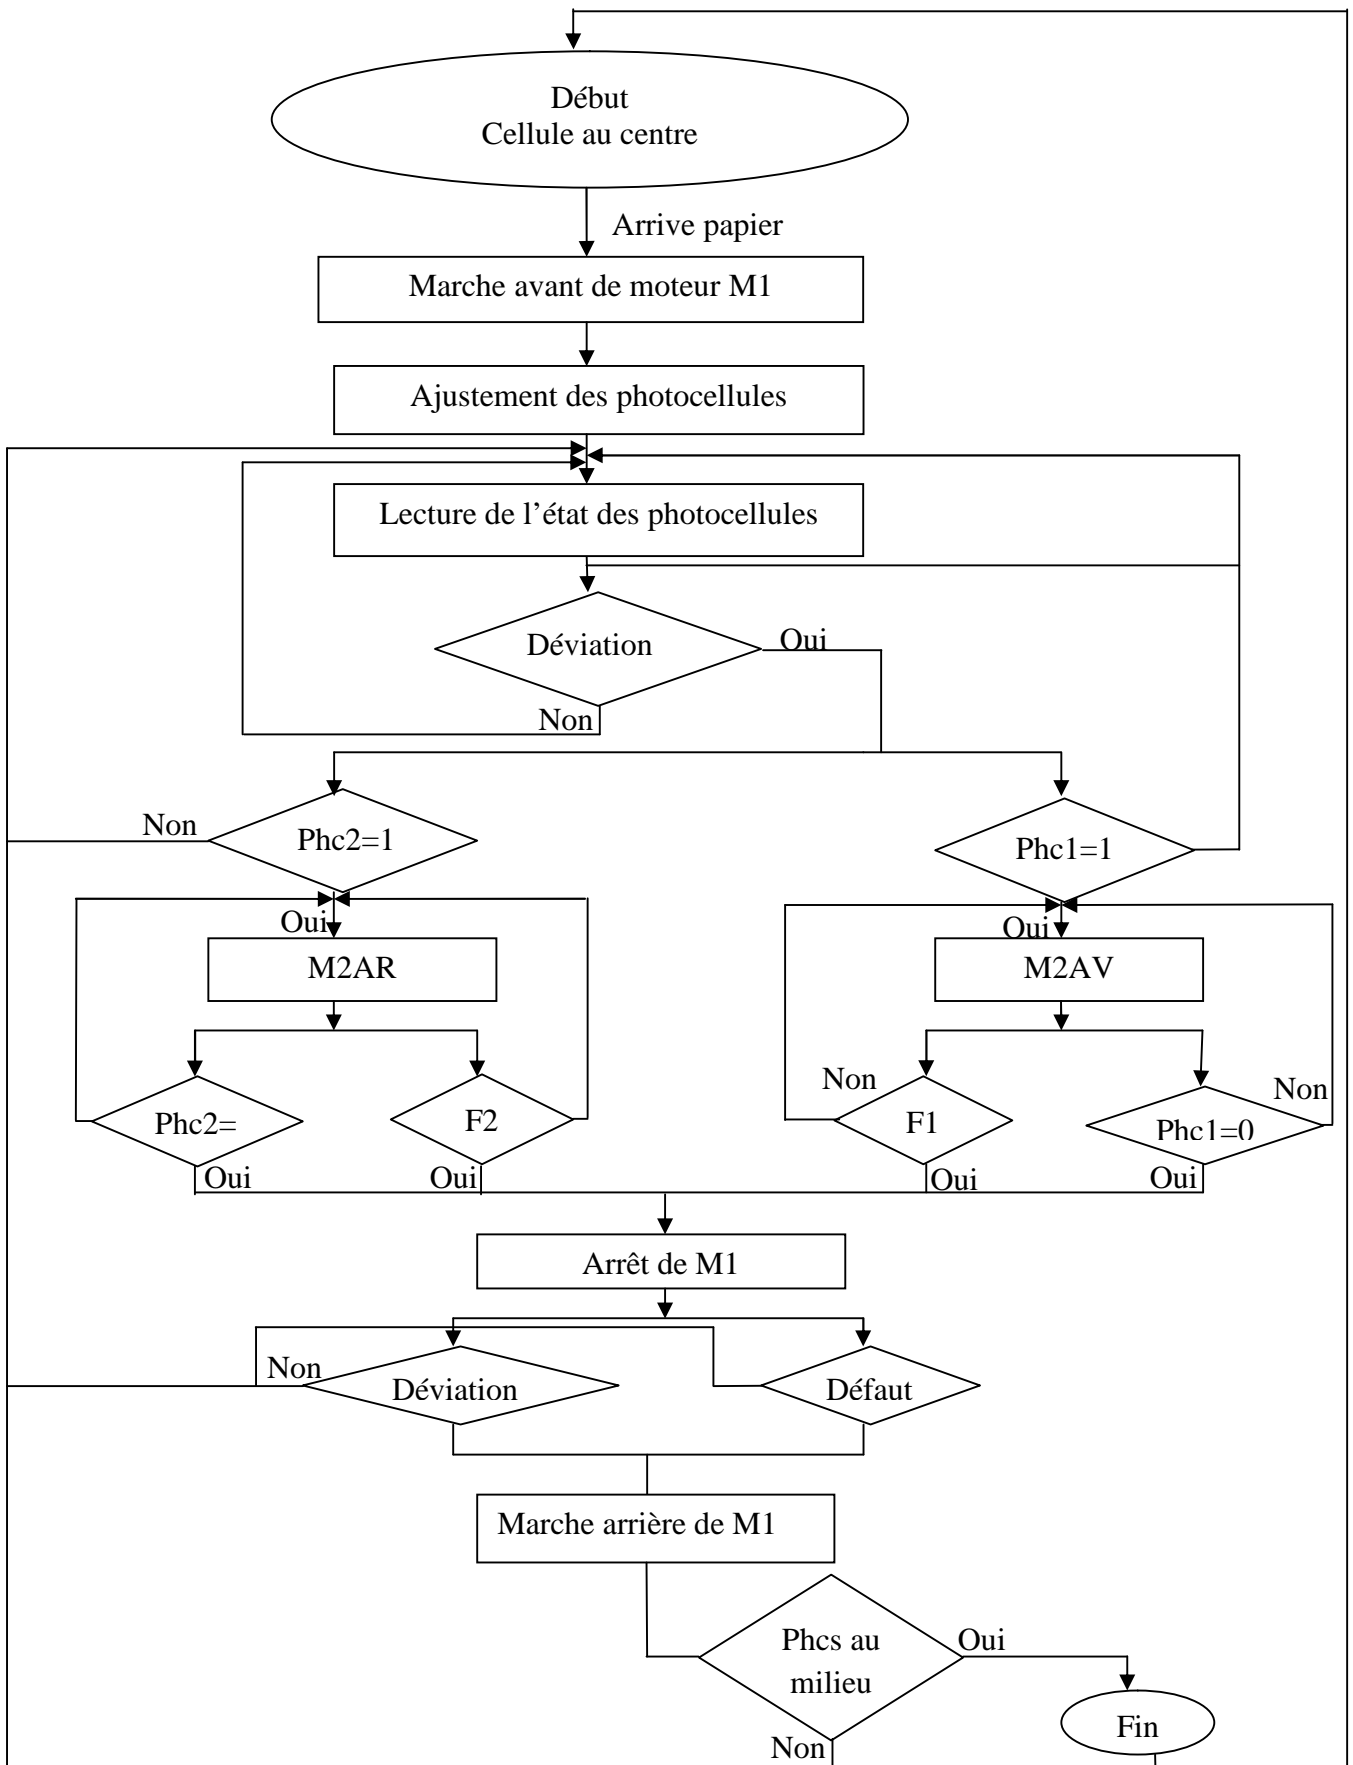 Début
Cellule au centre
Arrive papier
Marche avant de moteur M1
Ajustement des photocellules
Lecture de l’état des photocellules
Déviation
Oui
Non
Non
Phc2=1
Phc1=1
Oui
Oui
M2AR
M2AV
Non
Non
Phc2=
F2
F1
Phc1=0
Oui
Oui
Oui
Oui
Arrêt de M1
Non
Déviation
Défaut
Marche arrière de M1
Phcs au
milieu
Oui
Fin
Non